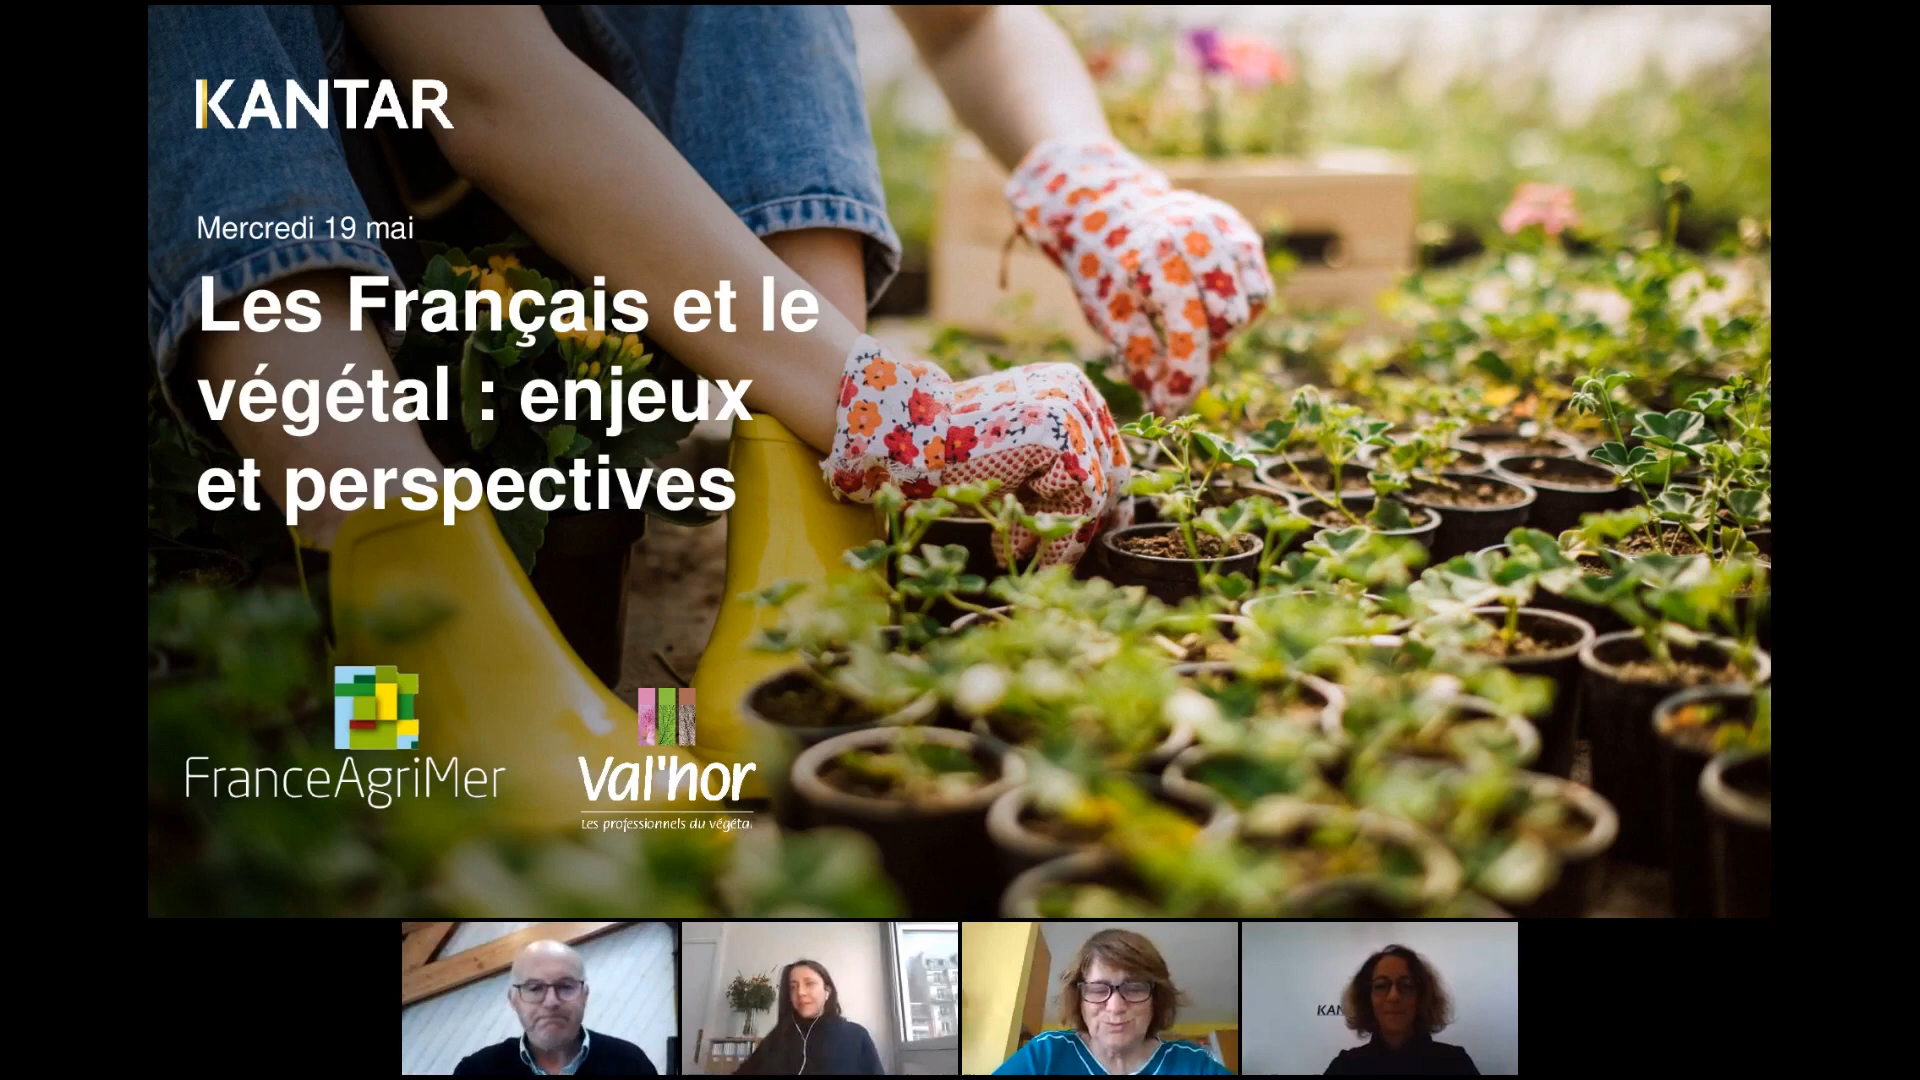 KANTAR
Mercredi 19 mai
Les Français et le
végétal : enjeux
et perspectives
FranceAgriMer
Val'hor
Les professionnels du végétal
KAN